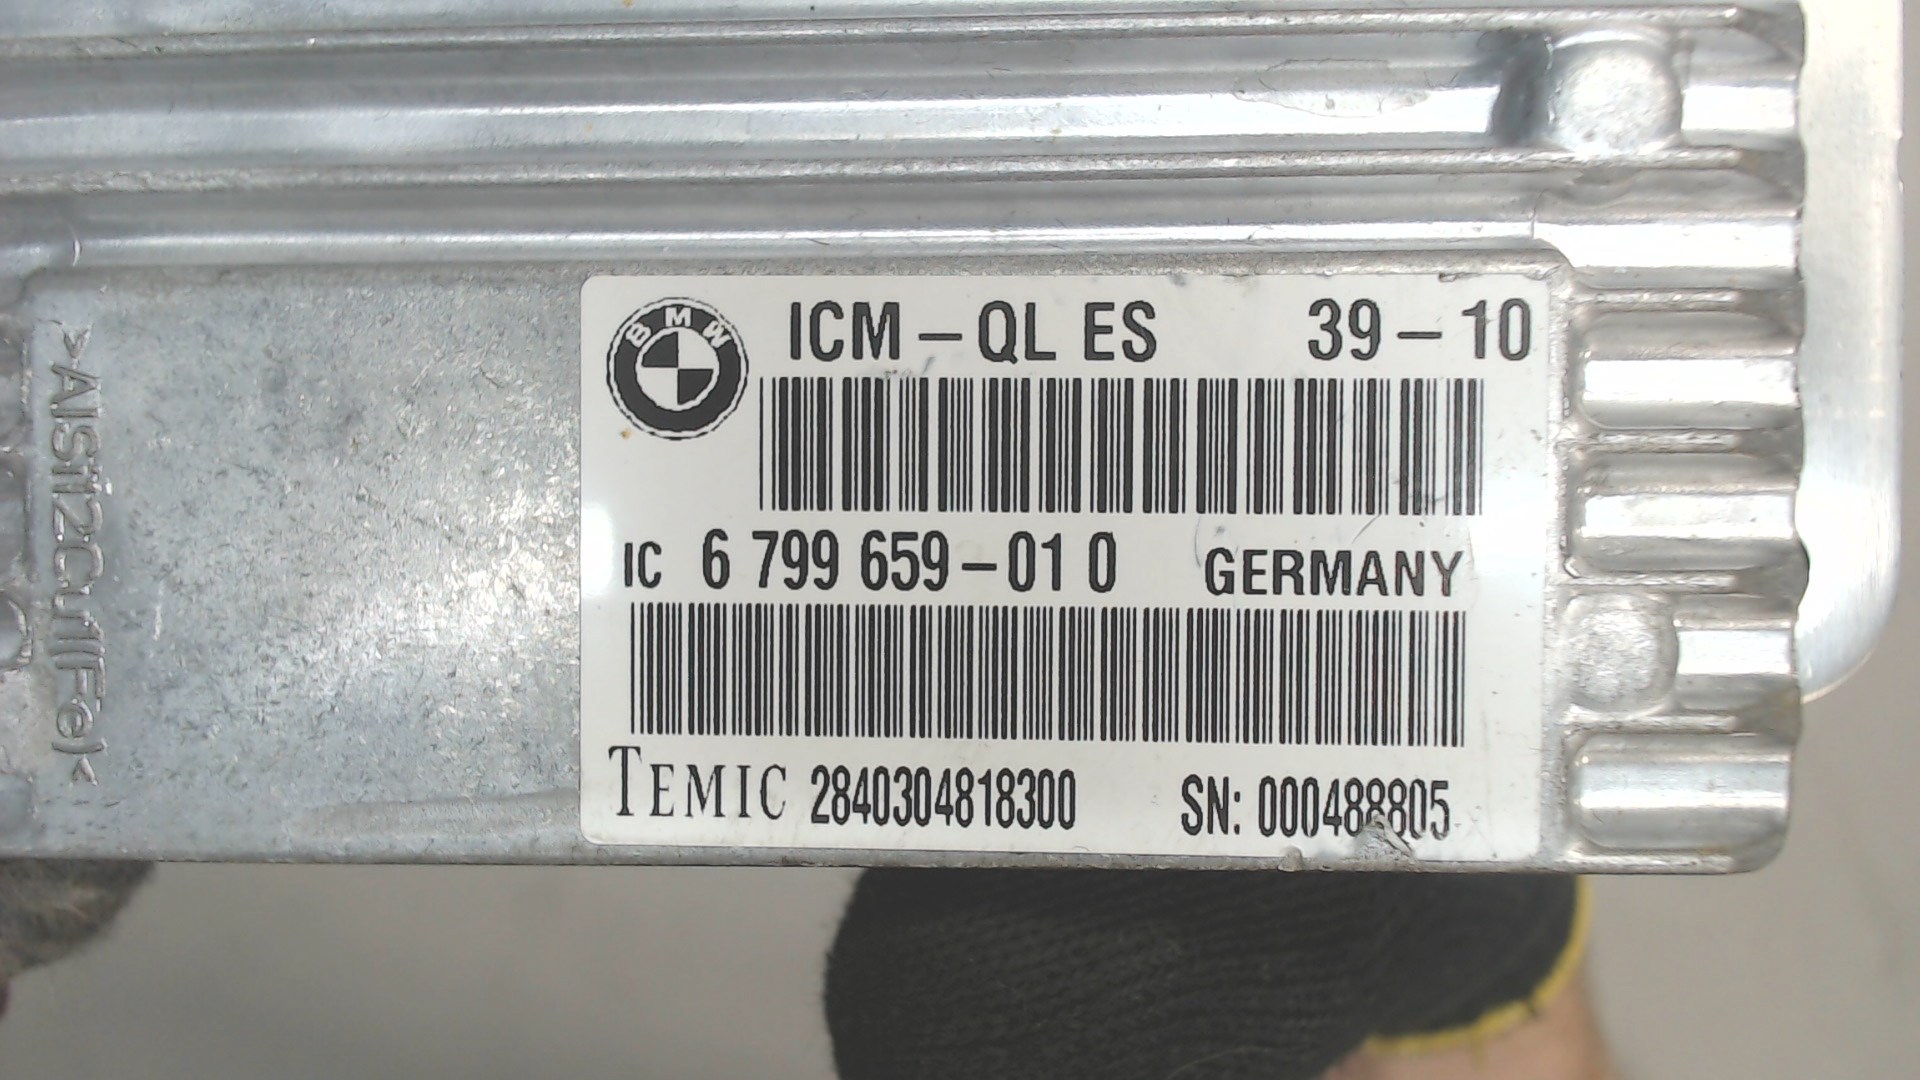 BMW
ICM – QL ES 39 – 10
IC 6 799 659 – 01 0 GERMANY
TEMIC 2840304818300 SN: 000488805
>AlSi12Cu1(Fe)<